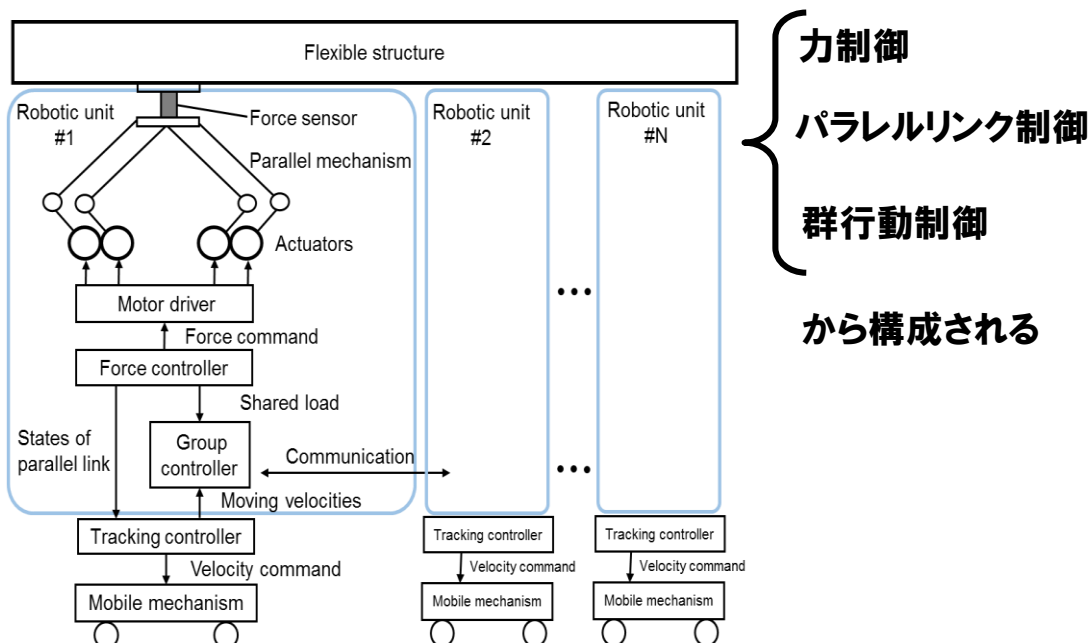 Flexible structure
Robotic unit
#1
Force sensor
Parallel mechanism
Actuators
Motor driver
Force command
Force controller
Shared load
States of
parallel link
Group
controller
Communication
Moving velocities
Tracking controller
Velocity command
Mobile mechanism
Robotic unit
#2
•••
•••
Tracking controller
Velocity command
Mobile mechanism
Robotic unit
#N
Tracking controller
Velocity command
Mobile mechanism
力制御
パラレルリンク制御
群行動制御
から構成される